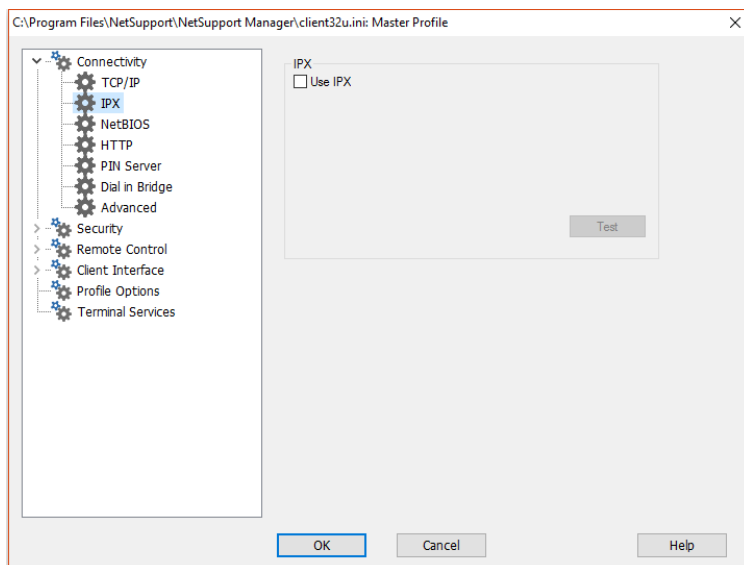 C:\Program Files\NetSupport\NetSupport Manager\client32u.ini: Master Profile
Connectivity
TCP/IP
IPX
NetBIOS
HTTP
PIN Server
Dial in Bridge
Advanced
Security
Remote Control
Client Interface
Profile Options
Terminal Services
IPX
Use IPX
Test
OK
Cancel
Help